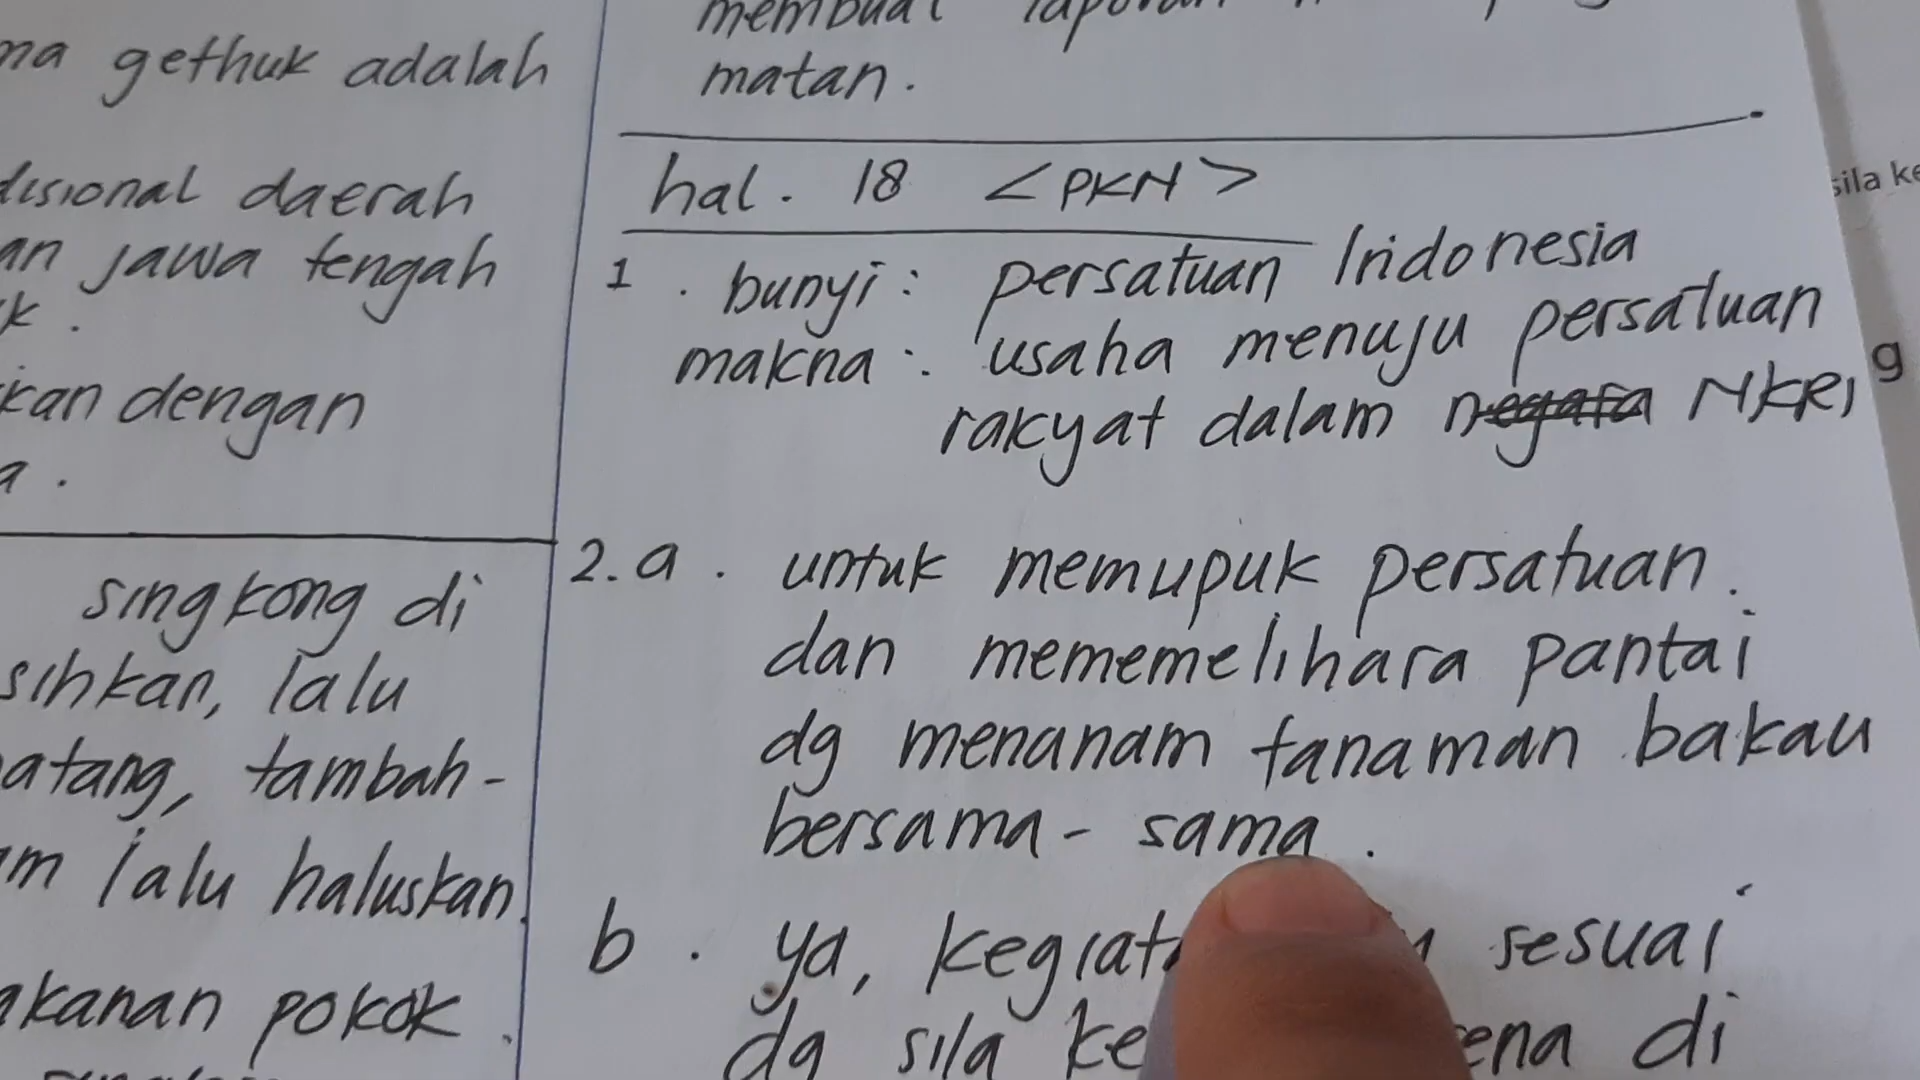 na gethuk adalah
disional daerah
an jawa tengah
k.
kan dengan
a.
singkong di
sihkan, lalu
atang, tambah-
m lalu haluskan.
akanan pokok.
membuat laporan
matan.
hal. 18 <PKN>
1. bunyi: persatuan Indonesia
makna: usaha menuju persatuan
rakyat dalam negara NKRI
2.a. untuk memupuk persatuan.
dan mememelihara pantai
dg menanam tanaman bakau
bersama-sama.
b. ya, kegiat sesuai
dg sila ke ena di
sila ke
g